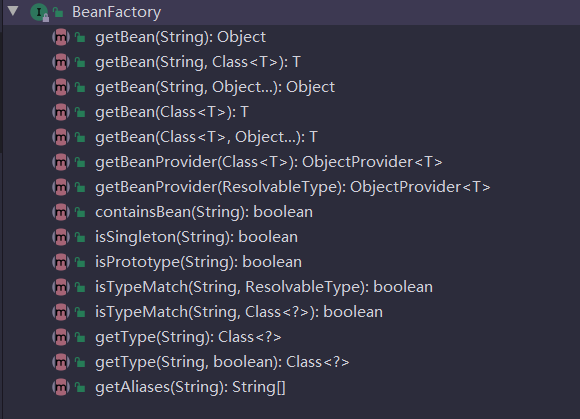 BeanFactory
getBean(String): Object
getBean(String, Class<T>): T
getBean(String, Object...): Object
getBean(Class<T>): T
getBean(Class<T>, Object...): T
getBeanProvider(Class<T>): ObjectProvider<T>
getBeanProvider(ResolvableType): ObjectProvider<T>
containsBean(String): boolean
isSingleton(String): boolean
isPrototype(String): boolean
isTypeMatch(String, ResolvableType): boolean
isTypeMatch(String, Class<?>): boolean
getType(String): Class<?>
getType(String, boolean): Class<?>
getAliases(String): String[]